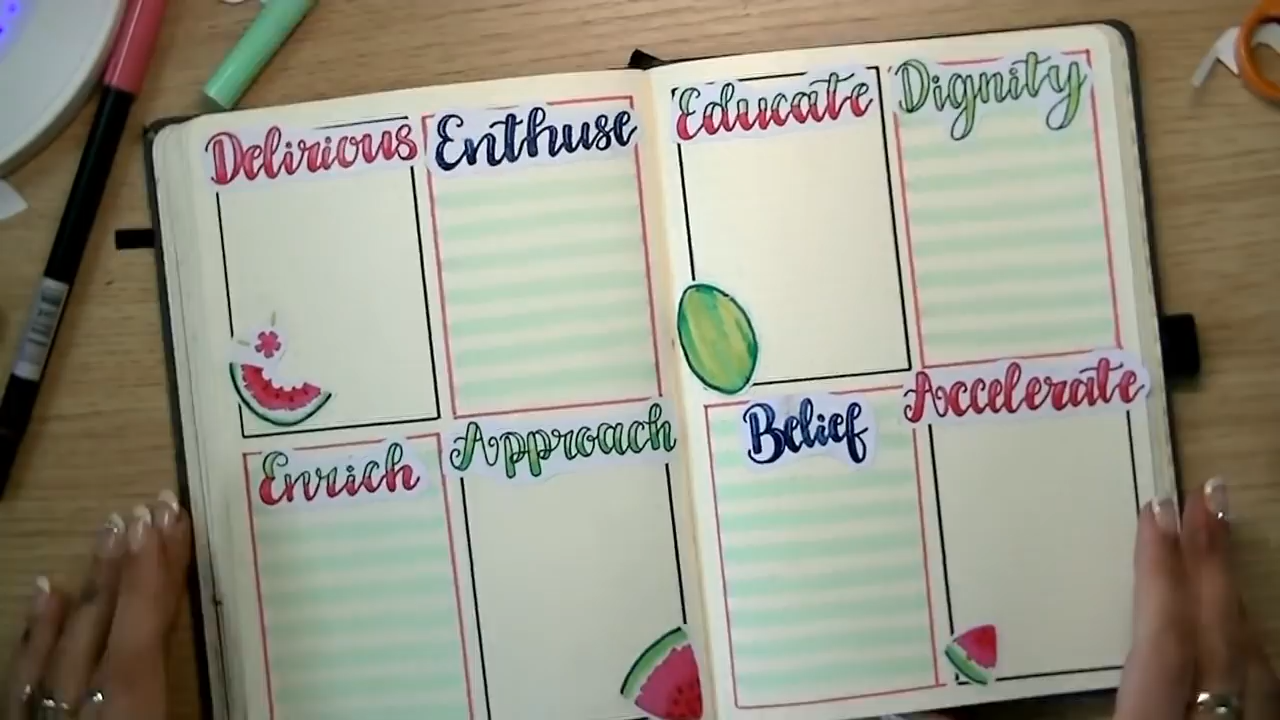 Delirious
Enthuse
Enrich
Approach
Educate
Dignity
Belief
Accelerate